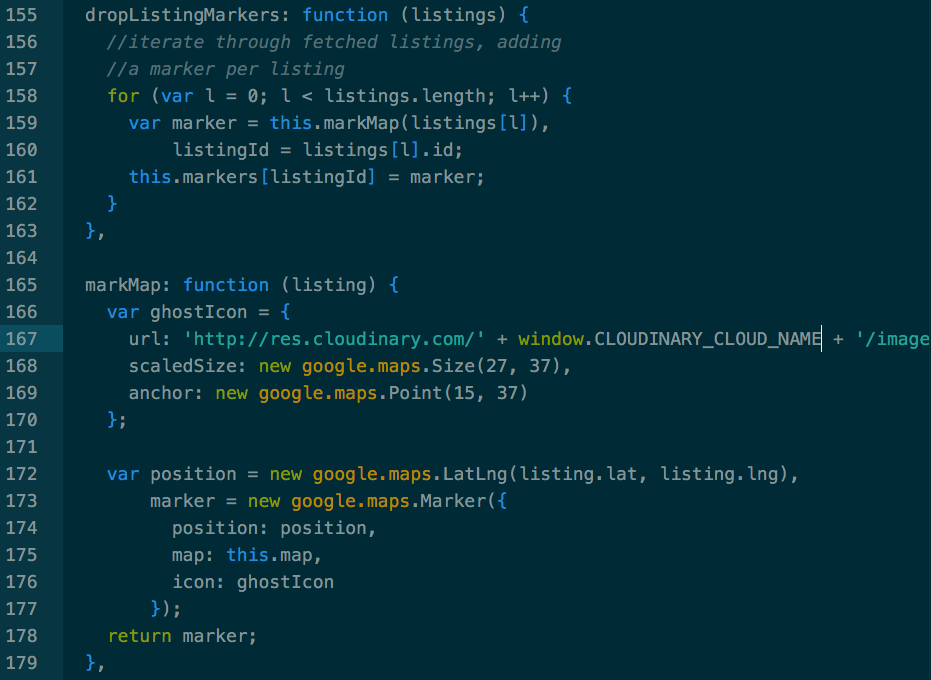 155 dropListingMarkers: function (listings) {
156 //iterate through fetched listings, adding
157 //a marker per listing
158 for (var l = 0; l < listings.length; l++) {
159 var marker = this.markMap(listings[l]),
160 listingId = listings[l].id;
161 this.markers[listingId] = marker;
162 }
163 },
164
165 markMap: function (listing) {
166 var ghostIcon = {
167 url: 'http://res.cloudinary.com/' + window.CLOUDINARY_CLOUD_NAME + '/image
168 scaledSize: new google.maps.Size(27, 37),
169 anchor: new google.maps.Point(15, 37)
170 };
171
172 var position = new google.maps.LatLng(listing.lat, listing.lng),
173 marker = new google.maps.Marker({
174 position: position,
175 map: this.map,
176 icon: ghostIcon
177 });
178 return marker;
179 },